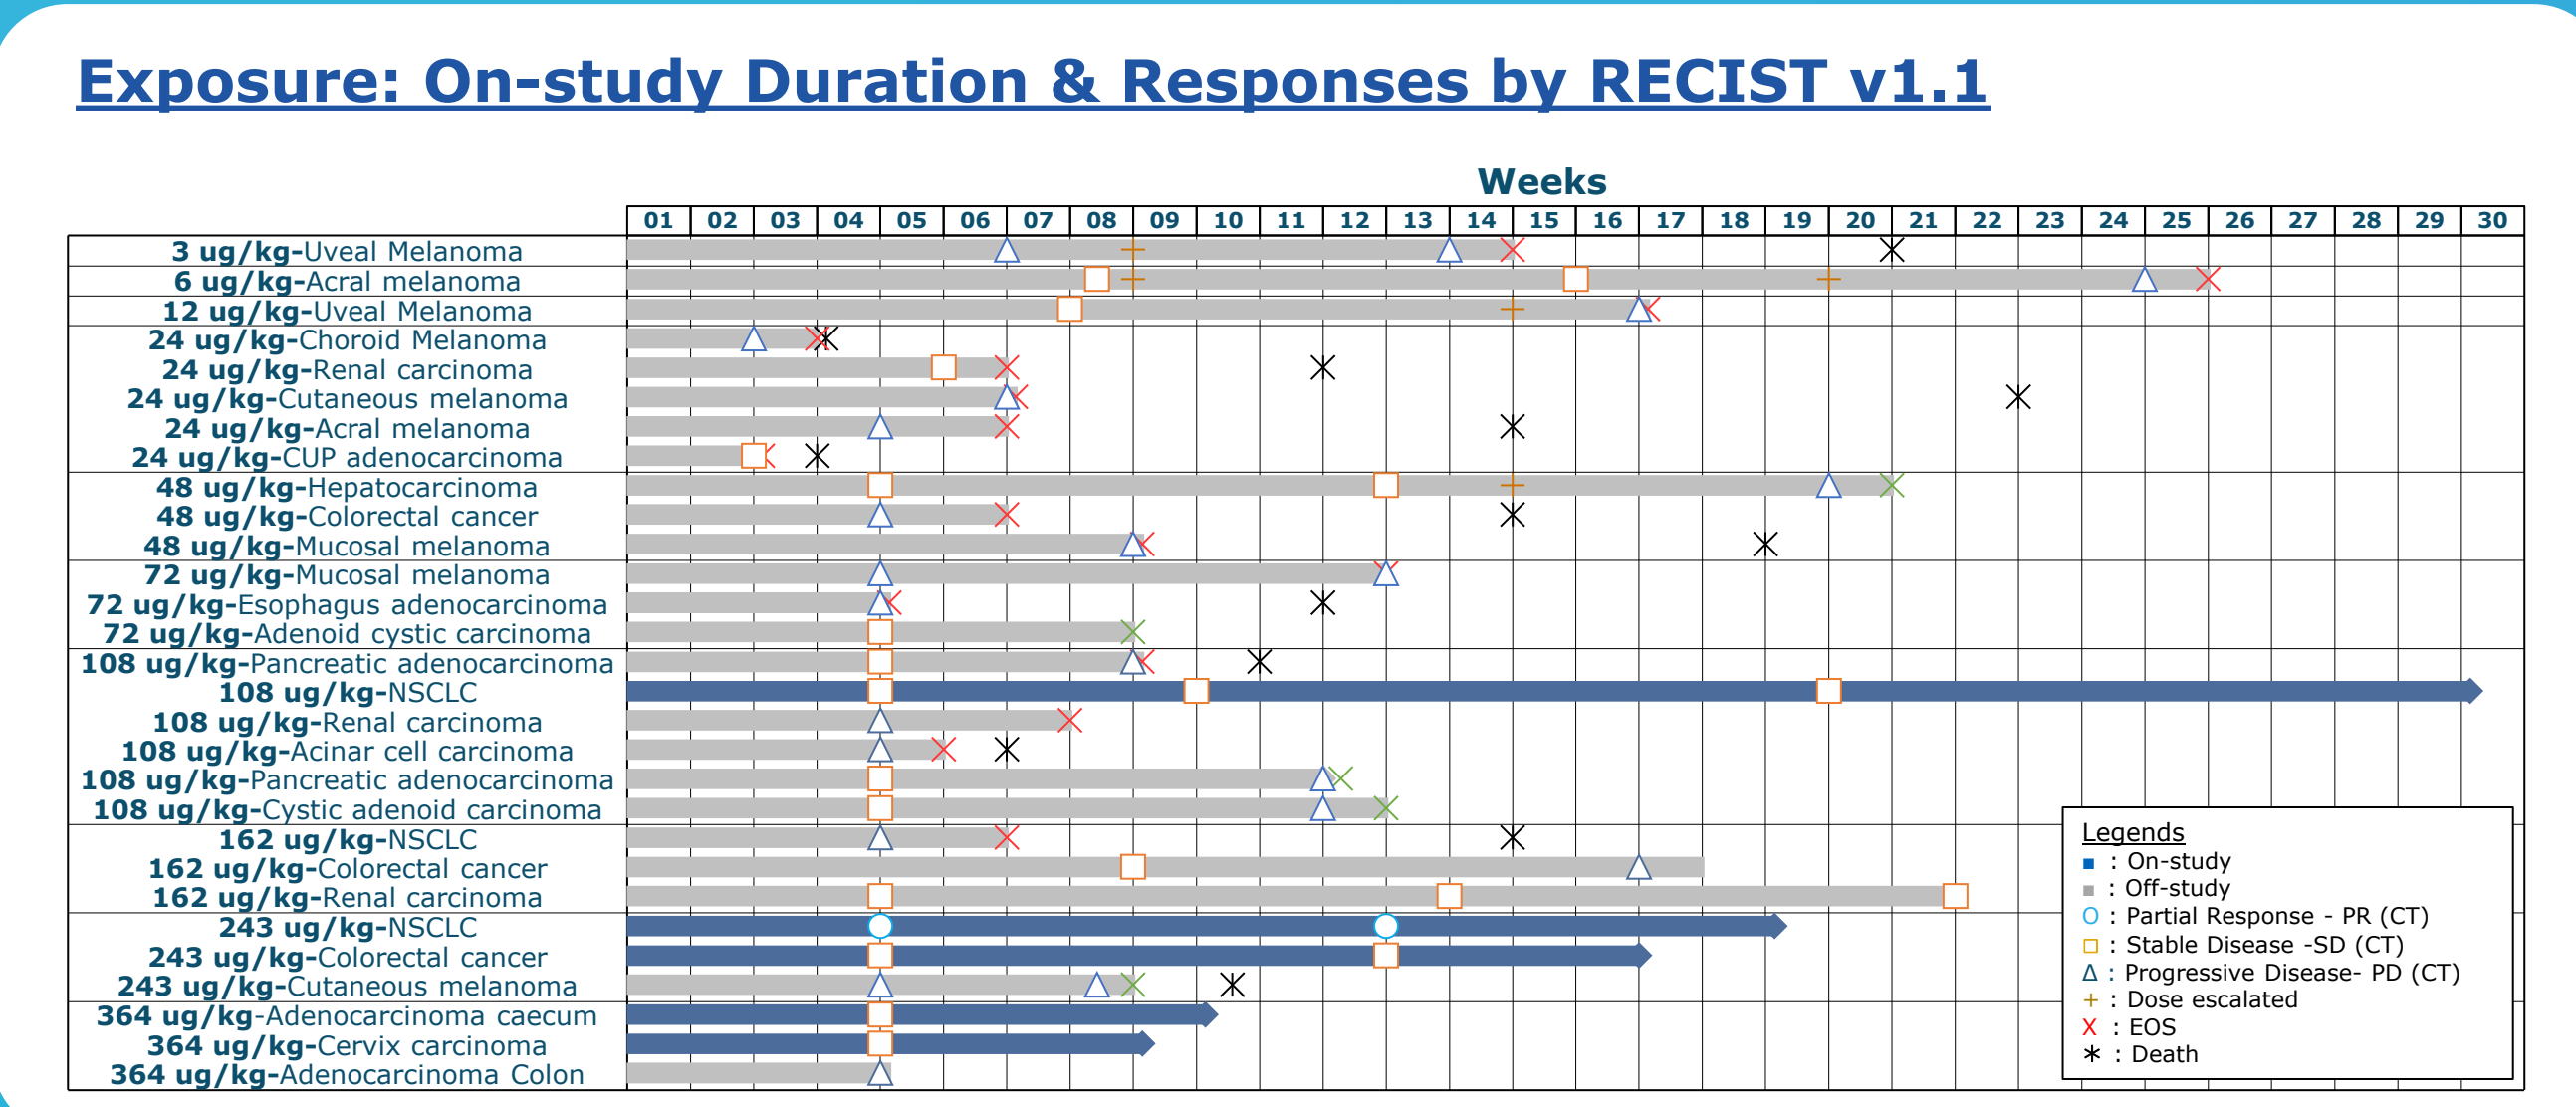 Exposure: On-study Duration & Responses by RECIST v1.1
Weeks
01 02 03 04 05 06 07 08 09 10 11 12 13 14 15 16 17 18 19 20 21 22 23 24 25 26 27 28 29 30
3 ug/kg-Uveal Melanoma
6 ug/kg-Acral melanoma
12 ug/kg-Uveal Melanoma
24 ug/kg-Choroid Melanoma
24 ug/kg-Renal carcinoma
24 ug/kg-Cutaneous melanoma
24 ug/kg-Acral melanoma
24 ug/kg-CUP adenocarcinoma
48 ug/kg-Hepatocarcinoma
48 ug/kg-Colorectal cancer
48 ug/kg-Mucosal melanoma
72 ug/kg-Mucosal melanoma
72 ug/kg-Esophagus adenocarcinoma
72 ug/kg-Adenoid cystic carcinoma
108 ug/kg-Pancreatic adenocarcinoma
108 ug/kg-NSCLC
108 ug/kg-Renal carcinoma
108 ug/kg-Acinar cell carcinoma
108 ug/kg-Pancreatic adenocarcinoma
108 ug/kg-Cystic adenoid carcinoma
162 ug/kg-NSCLC
162 ug/kg-Colorectal cancer
162 ug/kg-Renal carcinoma
243 ug/kg-NSCLC
243 ug/kg-Colorectal cancer
243 ug/kg-Cutaneous melanoma
364 ug/kg-Adenocarcinoma caecum
364 ug/kg-Cervix carcinoma
364 ug/kg-Adenocarcinoma Colon
Legends
: On-study
: Off-study
O : Partial Response - PR (CT)
: Stable Disease -SD (CT)
Δ : Progressive Disease- PD (CT)
+ : Dose escalated
X : EOS
* : Death